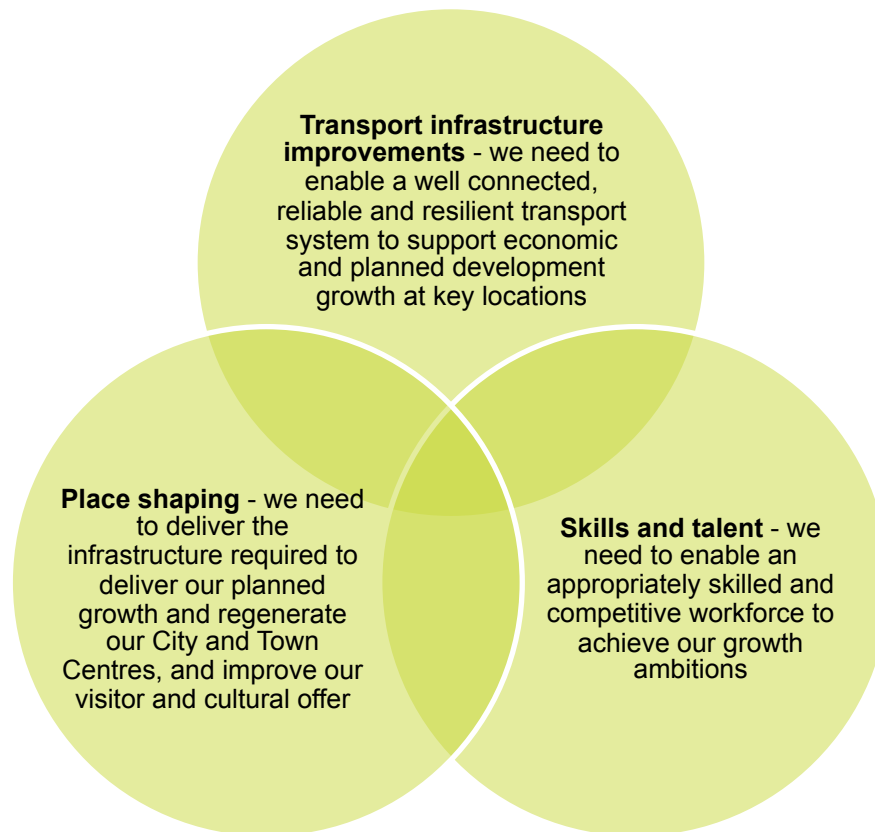 Transport infrastructure
improvements - we need to
enable a well connected,
reliable and resilient transport
system to support economic
and planned development
growth at key locations
Place shaping - we need
to deliver the
infrastructure required to
deliver our planned
growth and regenerate
our City and Town
Centres, and improve our
visitor and cultural offer
Skills and talent - we
need to enable an
appropriately skilled and
competitive workforce to
achieve our growth
ambitions